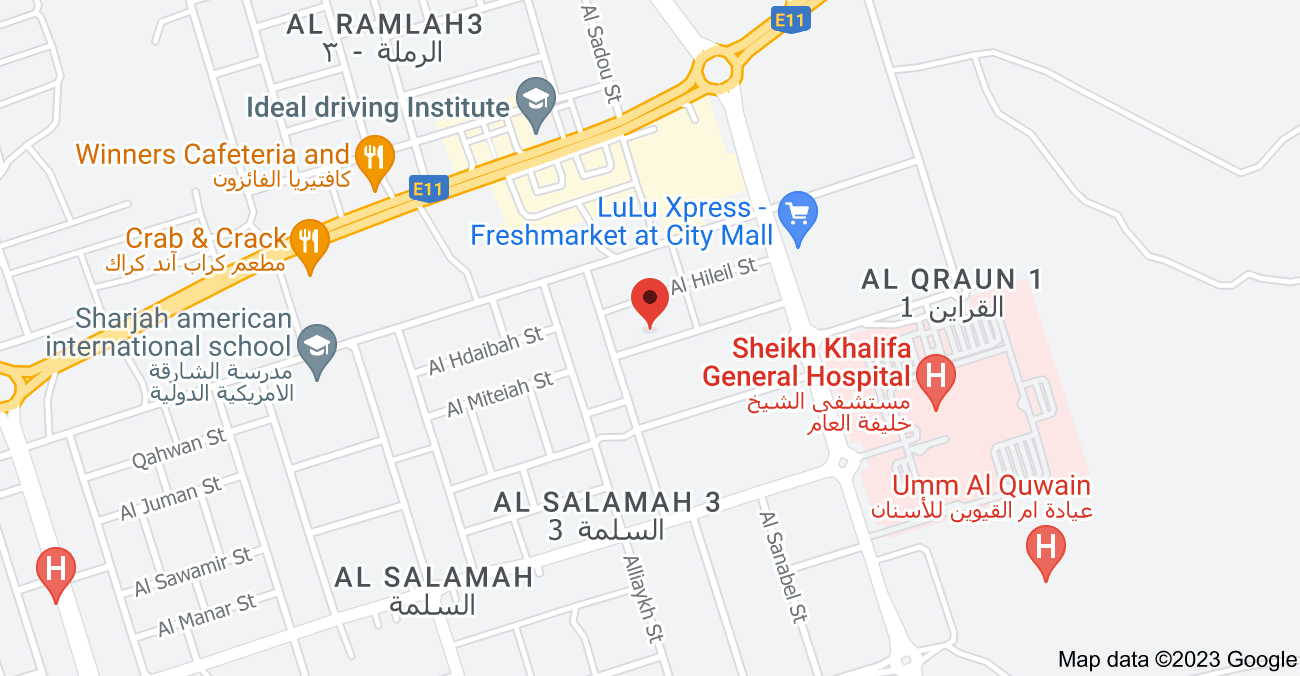 AL RAMLAH3
الرملة - ٣
Al Sadou St
E11
Ideal driving Institute
Winners Cafeteria and
كافتيريا الفائزون
E11
LuLu Xpress -
Freshmarket at City Mall
Crab & Crack
مطعم كراب آند كراك
Al Hileil St
AL QRAUN 1
القراين 1
Sharjah american
international school
مدرسة الشارقة
الامريكية الدولية
Al Hdaibah St
Al Miteiah St
Sheikh Khalifa
General Hospital
مستشفى الشيخ
خليفة العام
H
Qahwan St
Al Juman St
AL SALAMAH 3
السلمة 3
Umm Al Quwain
عيادة ام القيوين للأسنان
H
Al Sanabel St
H
Al Sawamir St
AL SALAMAH
السلمة
Alliaykh St
Al Manar St
Map data ©2023 Google